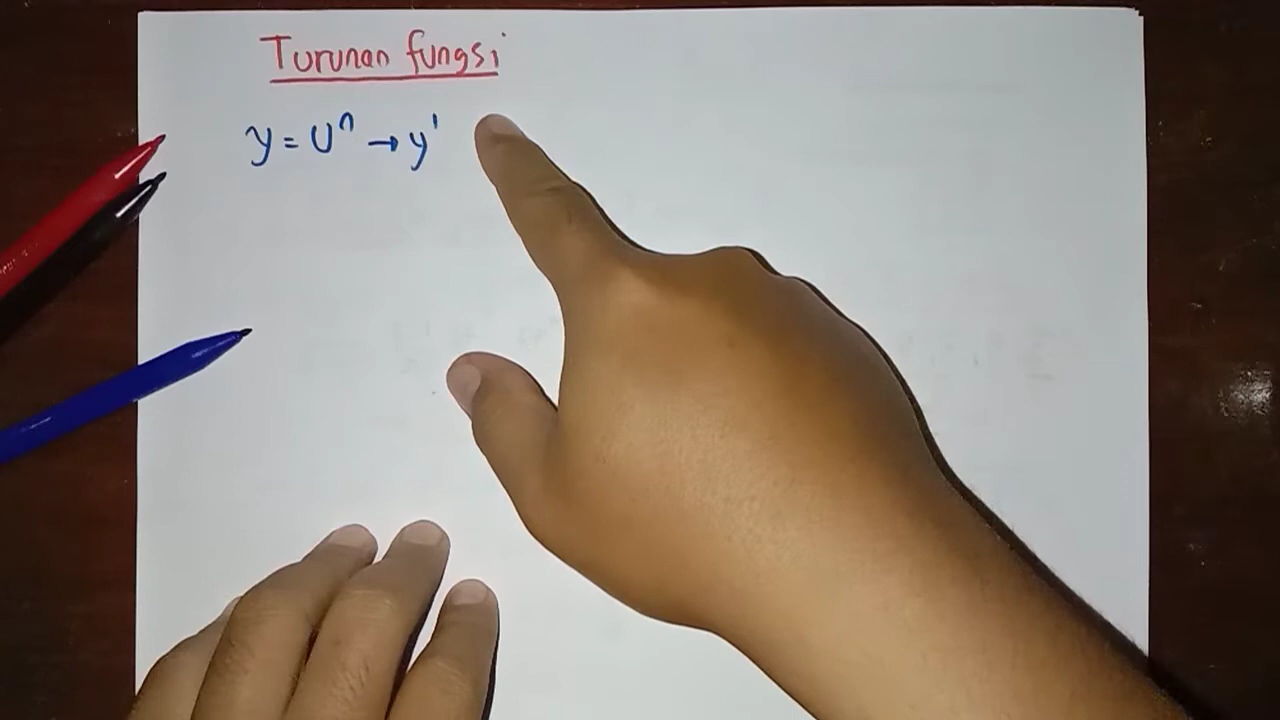 Turunan fungsi
y = U^n → y'